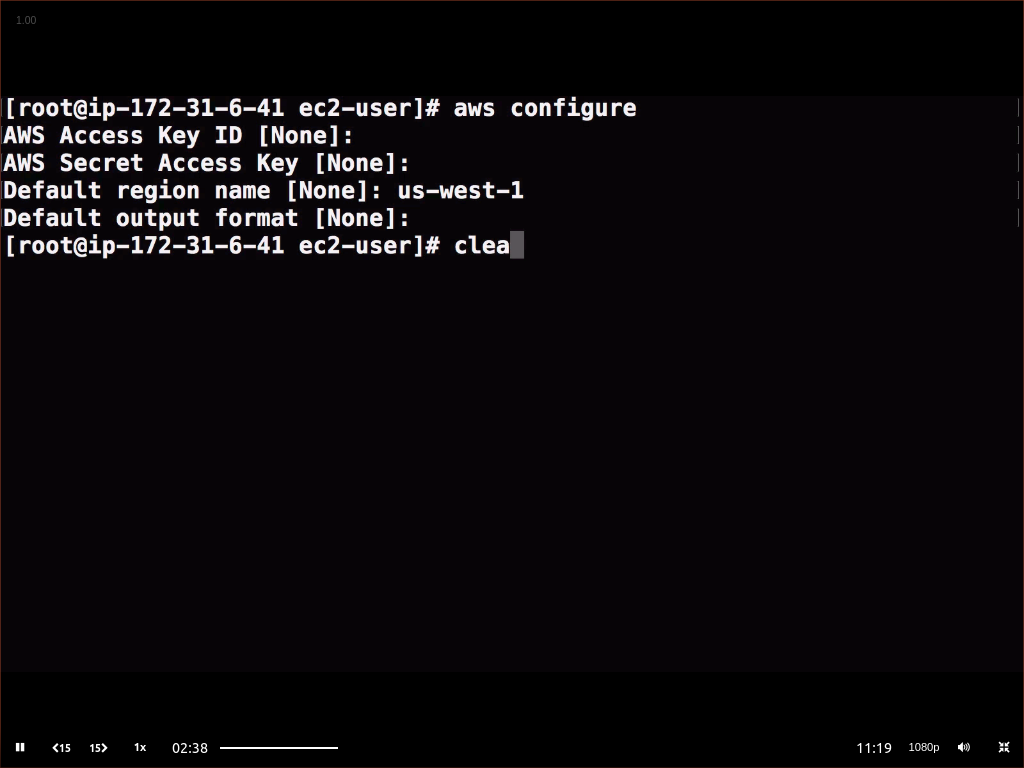 1.00
[root@ip-172-31-6-41 ec2-user]# aws configure
AWS Access Key ID [None]:
AWS Secret Access Key [None]:
Default region name [None]: us-west-1
Default output format [None]:
[root@ip-172-31-6-41 ec2-user]# clea
15 15 1x 02:38 11:19 1080p